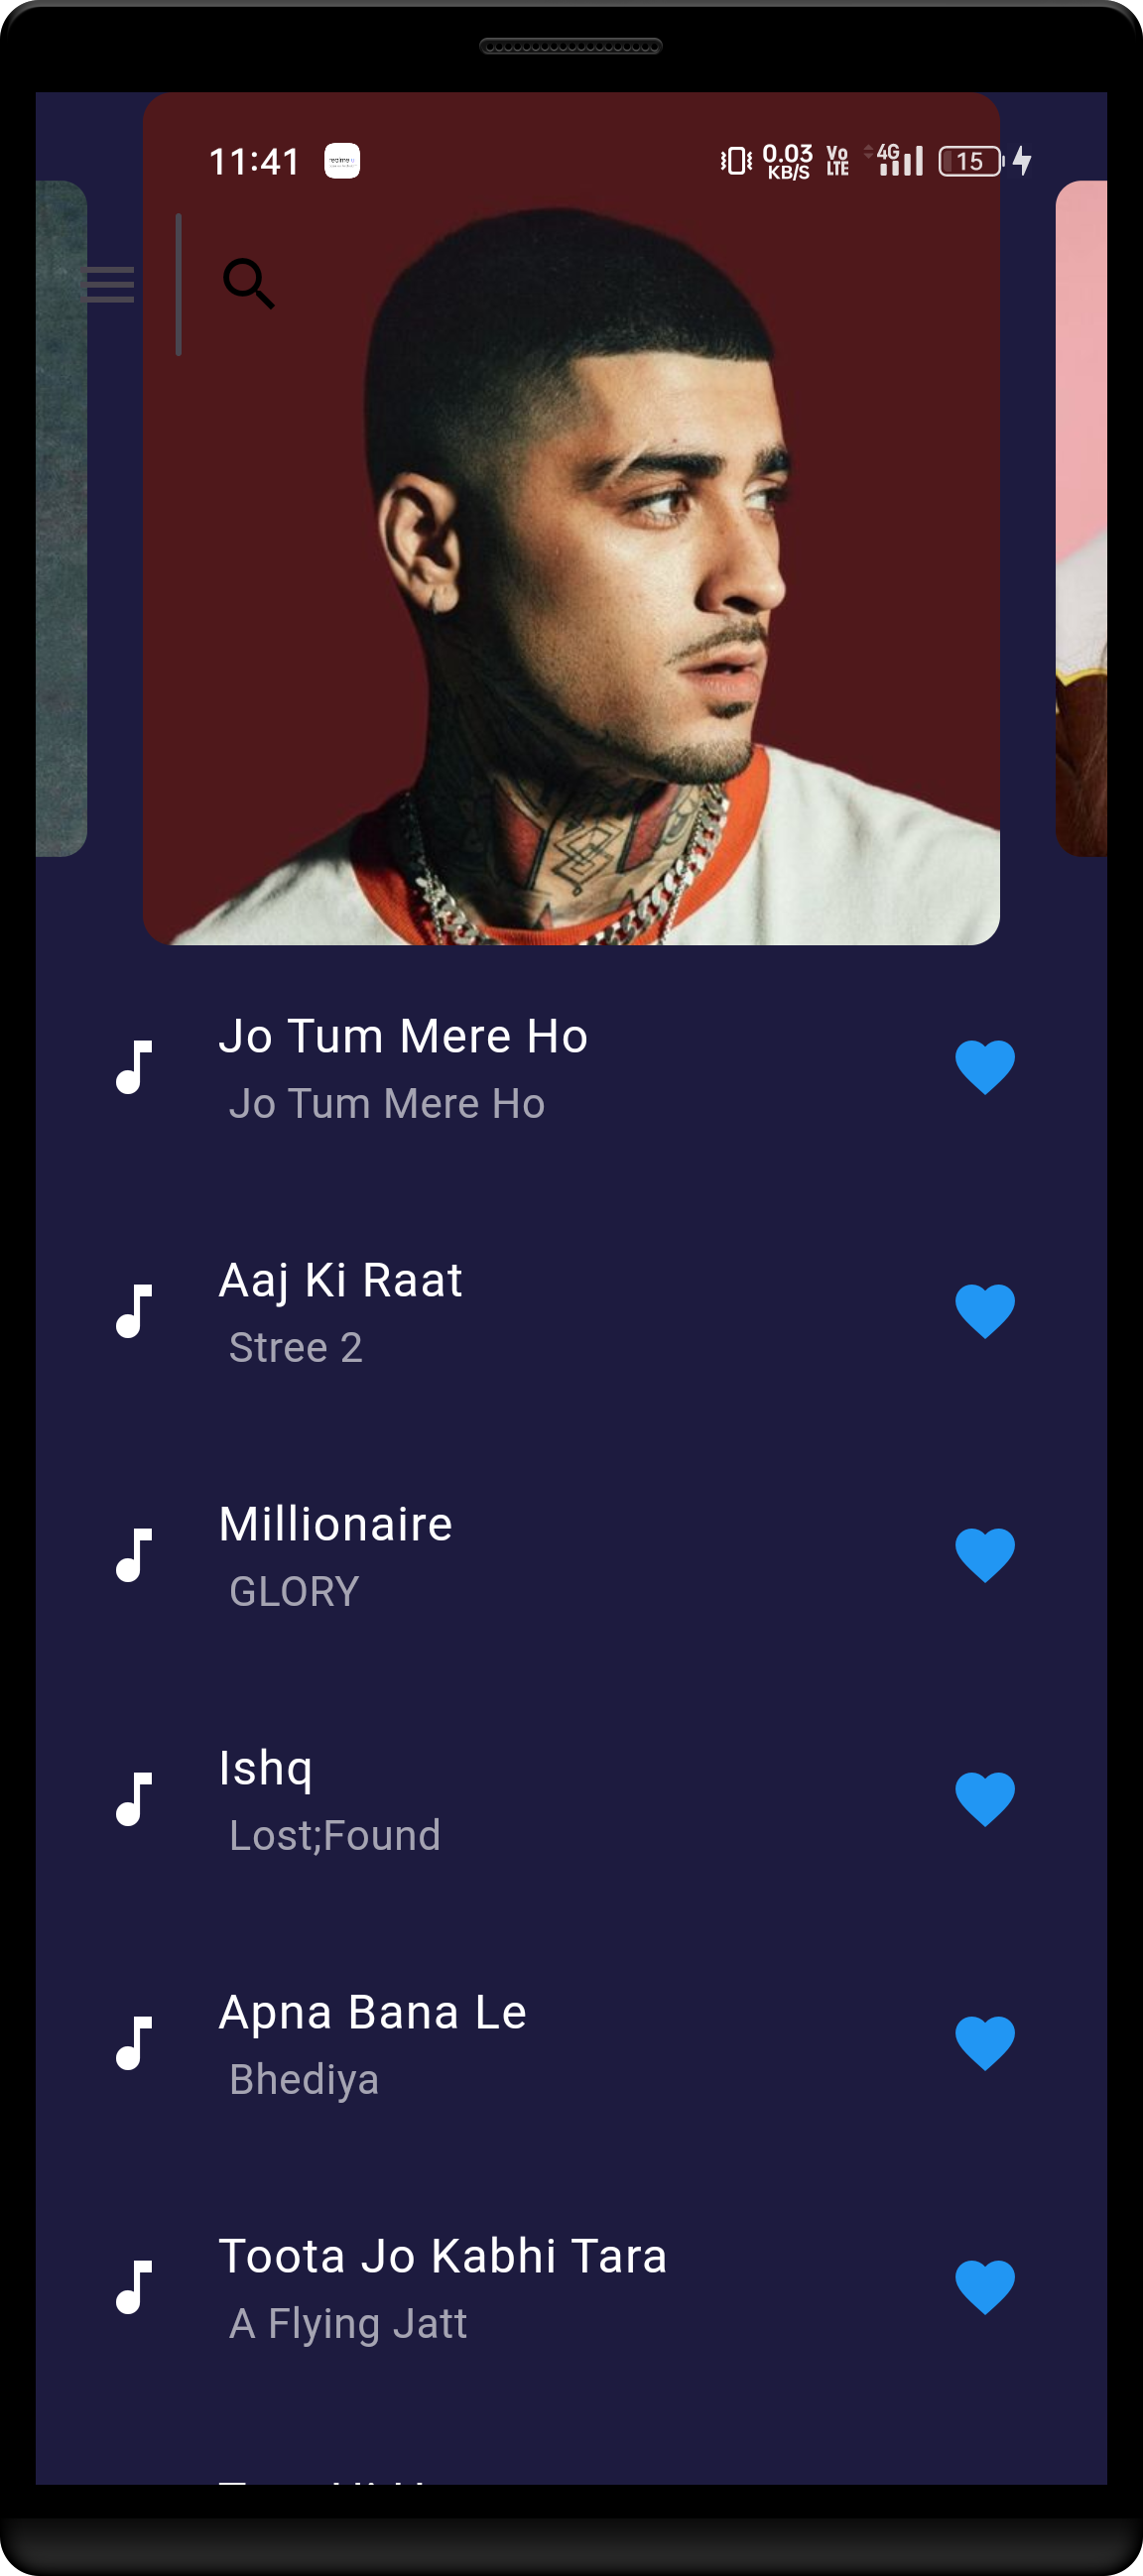 11:41
0.03
KB/S
Vo
LTE
4G
15
Jo Tum Mere Ho
Jo Tum Mere Ho
Aaj Ki Raat
Stree 2
Millionaire
GLORY
Ishq
Lost;Found
Apna Bana Le
Bhediya
Toota Jo Kabhi Tara
A Flying Jatt